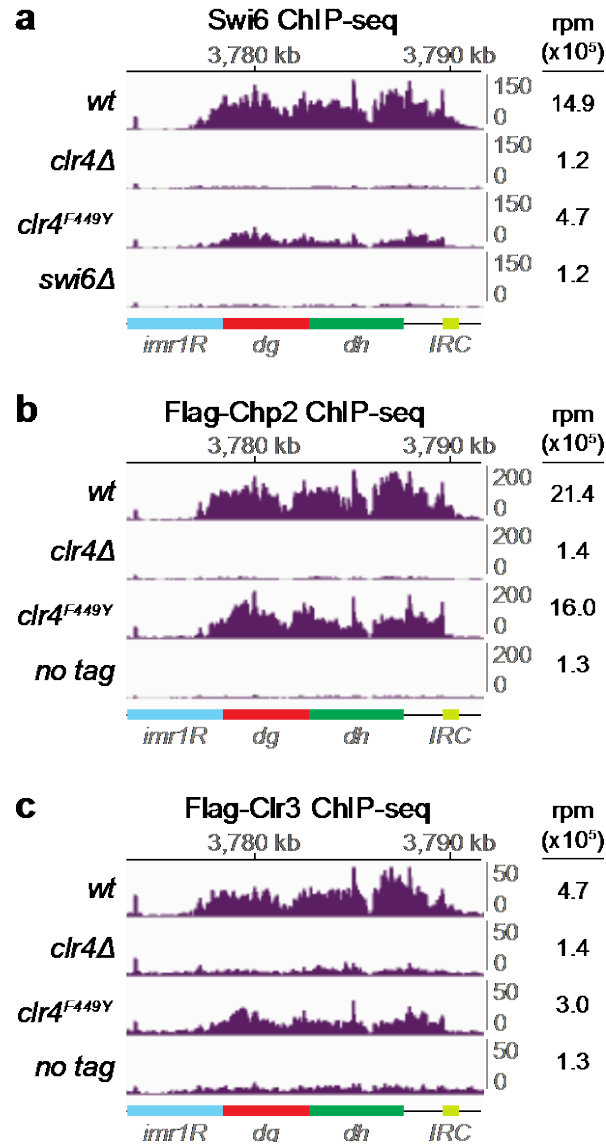 a Swi6 ChIP-seq rpm
(x10⁵)
3,780 kb 3,790 kb
wt 150 0 14.9
clr4Δ 150 0 1.2
clr4F449Y 150 0 4.7
swi6Δ 150 0 1.2
imr1R dg dh IRC
b Flag-Chp2 ChIP-seq rpm
(x10⁵)
3,780 kb 3,790 kb
wt 200 0 21.4
clr4Δ 200 0 1.4
clr4F449Y 200 0 16.0
no tag 200 0 1.3
imr1R dg dh IRC
c Flag-Clr3 ChIP-seq rpm
(x10⁵)
3,780 kb 3,790 kb
wt 50 0 4.7
clr4Δ 50 0 1.4
clr4F449Y 50 0 3.0
no tag 50 0 1.3
imr1R dg dh IRC